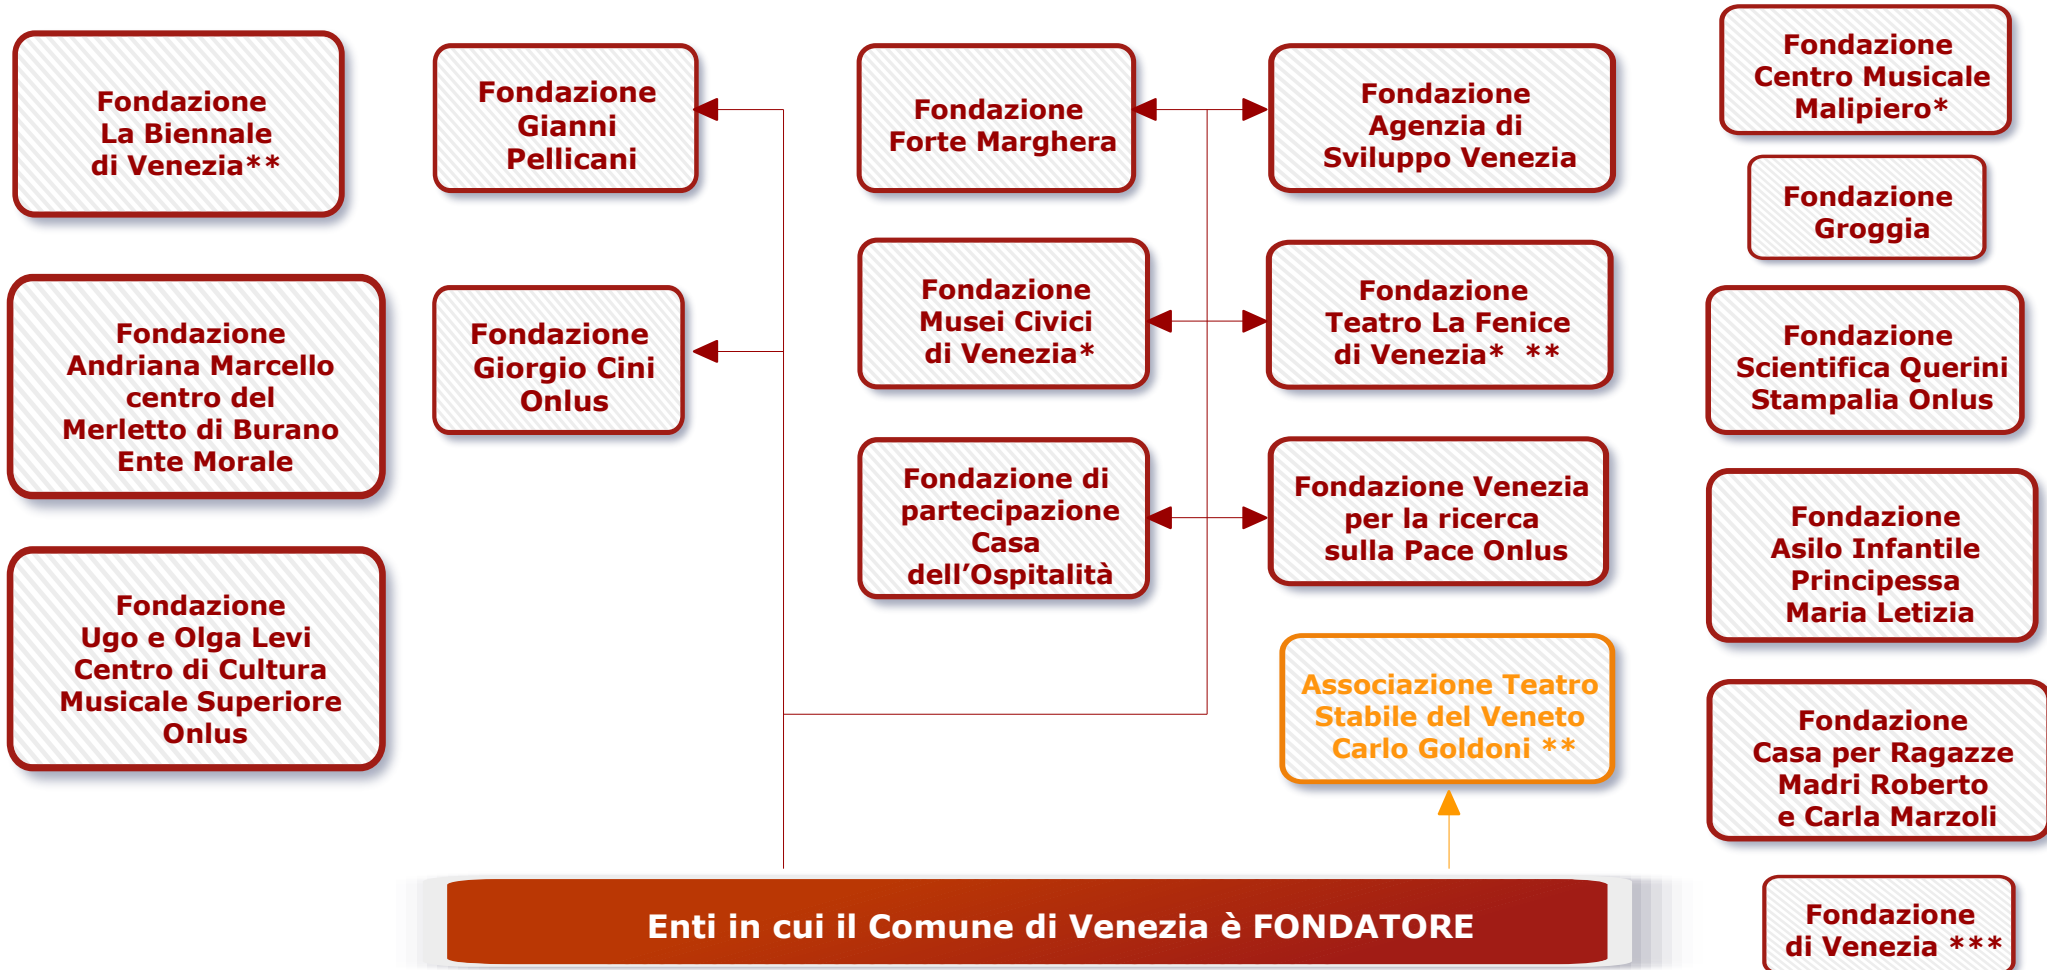 Fondazione
La Biennale
di Venezia**
Fondazione
Andriana Marcello
centro del
Merletto di Burano
Ente Morale
Fondazione
Ugo e Olga Levi
Centro di Cultura
Musicale Superiore
Onlus
Fondazione
Gianni
Pellicani
Fondazione
Giorgio Cini
Onlus
Fondazione
Forte Marghera
Fondazione
Musei Civici
di Venezia*
Fondazione di
partecipazione
Casa
dell’Ospitalità
Fondazione
Agenzia di
Sviluppo Venezia
Fondazione
Teatro La Fenice
di Venezia* **
Fondazione Venezia
per la ricerca
sulla Pace Onlus
Associazione Teatro
Stabile del Veneto
Carlo Goldoni **
Fondazione
Centro Musicale
Malipiero*
Fondazione
Groggia
Fondazione
Scientifica Querini
Stampalia Onlus
Fondazione
Asilo Infantile
Principessa
Maria Letizia
Fondazione
Casa per Ragazze
Madri Roberto
e Carla Marzoli
Fondazione
di Venezia ***
Enti in cui il Comune di Venezia è FONDATORE